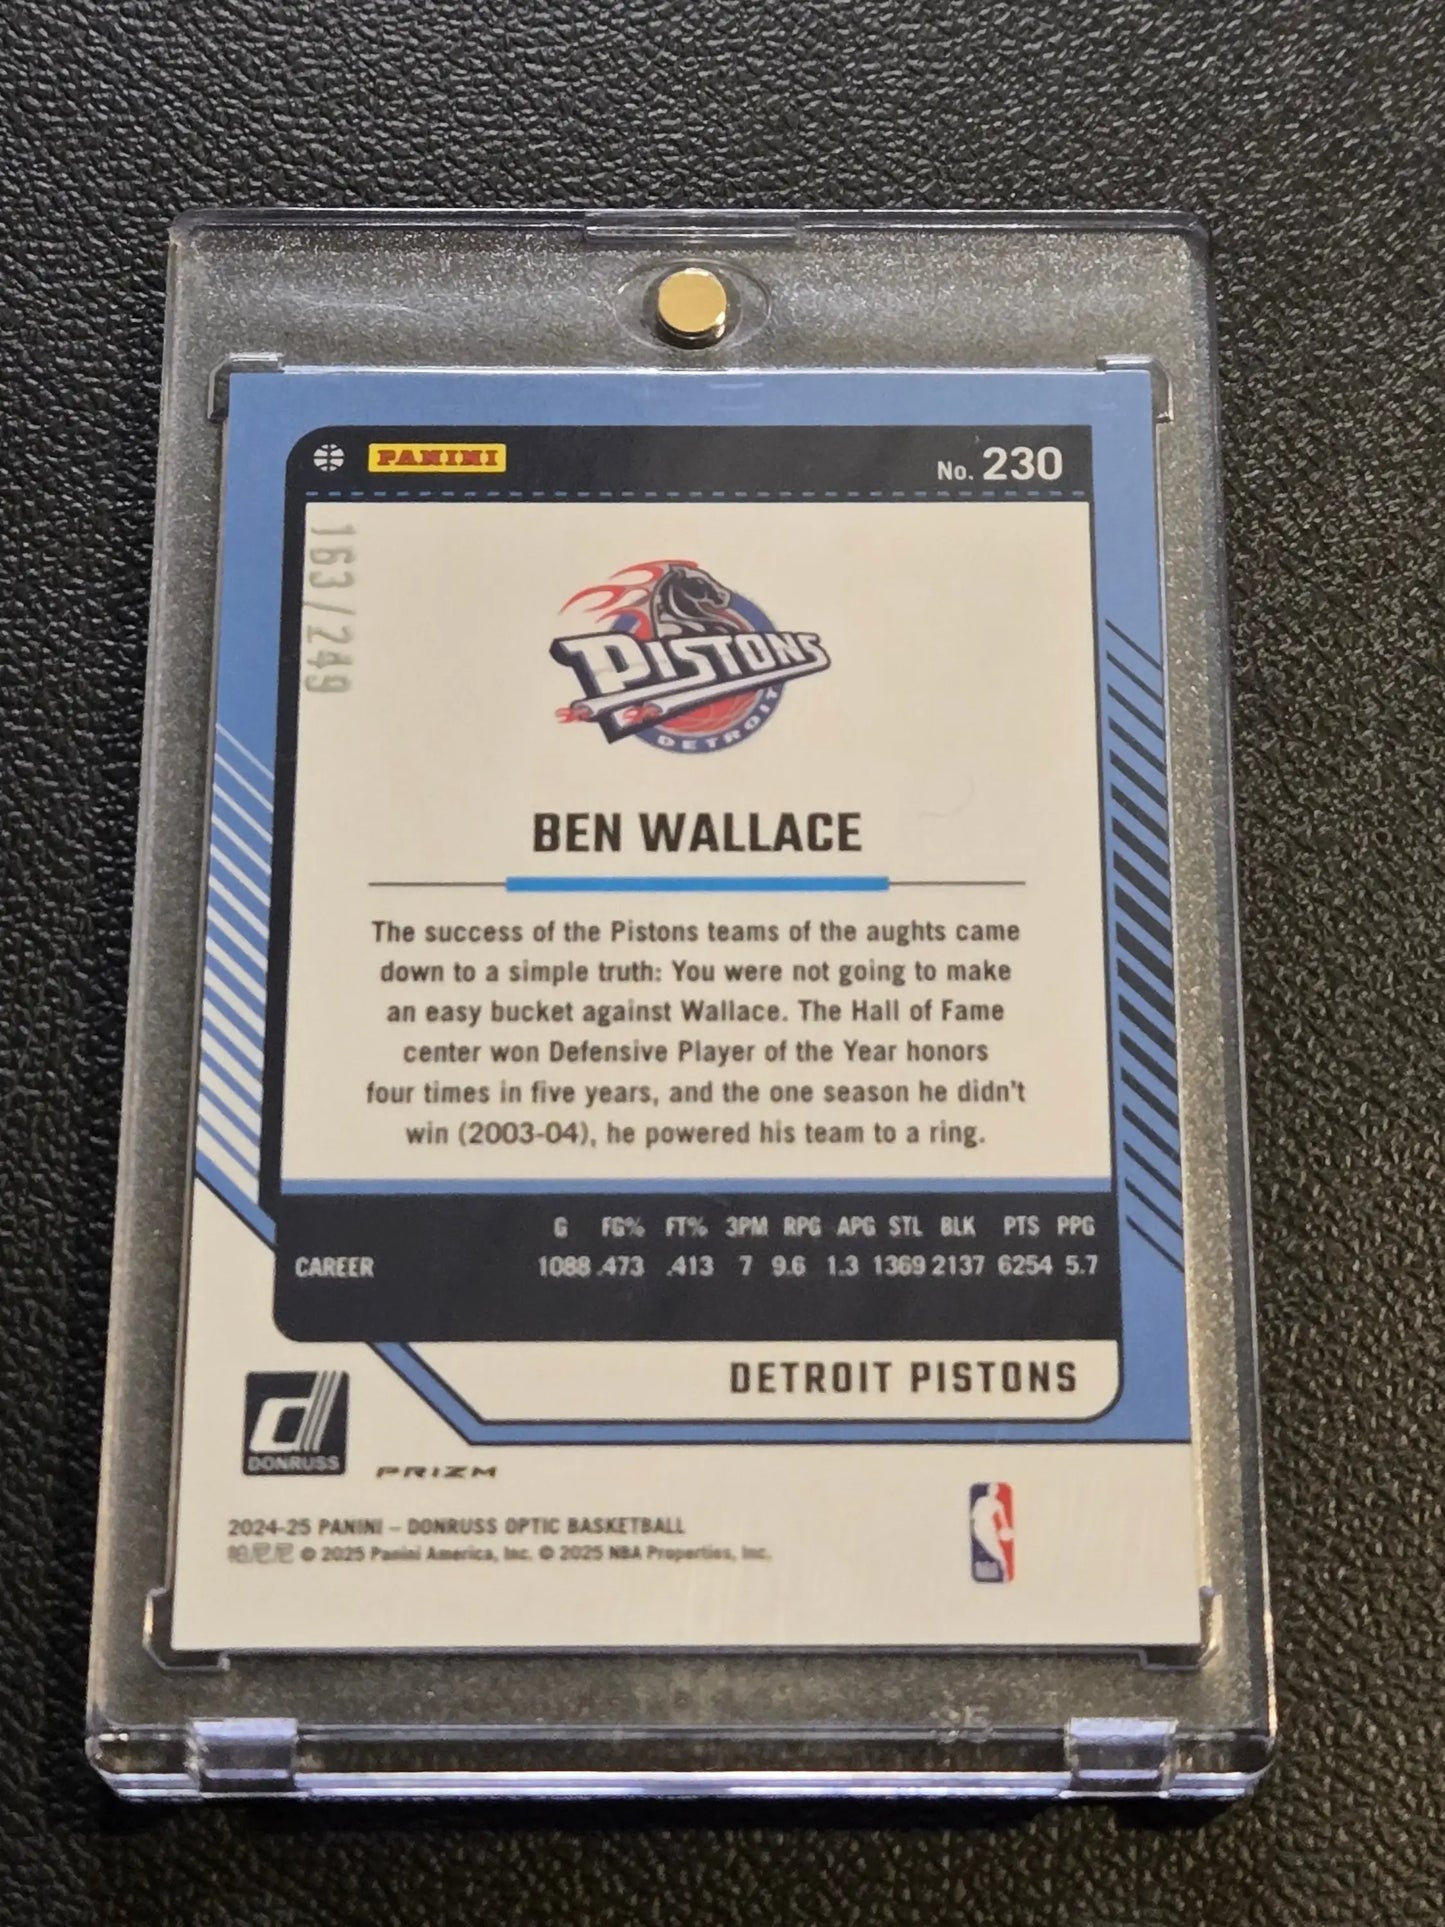 PANINI
No. 230
163/249
PISTONS
DETROIT
BEN WALLACE
The success of the Pistons teams of the aughts came
down to a simple truth: You were not going to make
an easy bucket against Wallace. The Hall of Fame
center won Defensive Player of the Year honors
four times in five years, and the one season he didn't
win (2003-04), he powered his team to a ring.
G FG% FT% 3PM RPG APG STL BLK PTS PPG
CAREER 1088 .473 .413 7 9.6 1.3 1369 2137 6254 5.7
DETROIT PISTONS
DONRUSS
PRIZM
2024-25 PANINI – DONRUSS OPTIC BASKETBALL
帕尼尼 © 2025 Panini America, Inc. © 2025 NBA Properties, Inc.
NBA